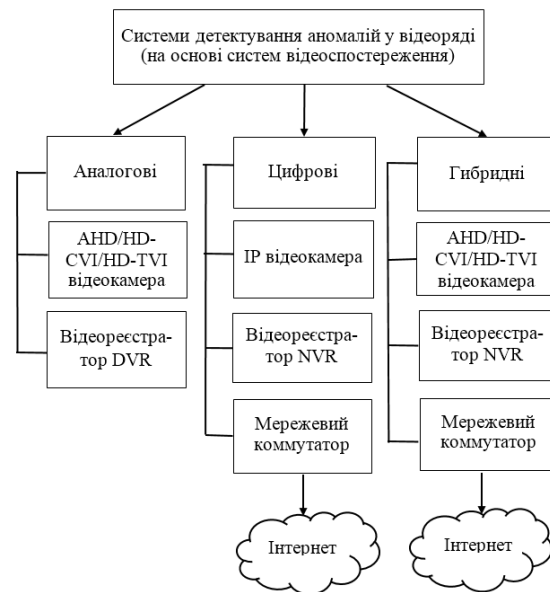 Системи детектування аномалій у відеоряді
(на основі систем відеоспостереження)
Аналогові
AHD/HD-
CVI/HD-TVI
відеокамера
Відеореєстра-
тор DVR
Цифрові
IP відеокамера
Відеореєстра-
тор NVR
Мережевий
коммутатор
Інтернет
Гибридні
AHD/HD-
CVI/HD-TVI
відеокамера
Відеореєстра-
тор NVR
Мережевий
коммутатор
Інтернет